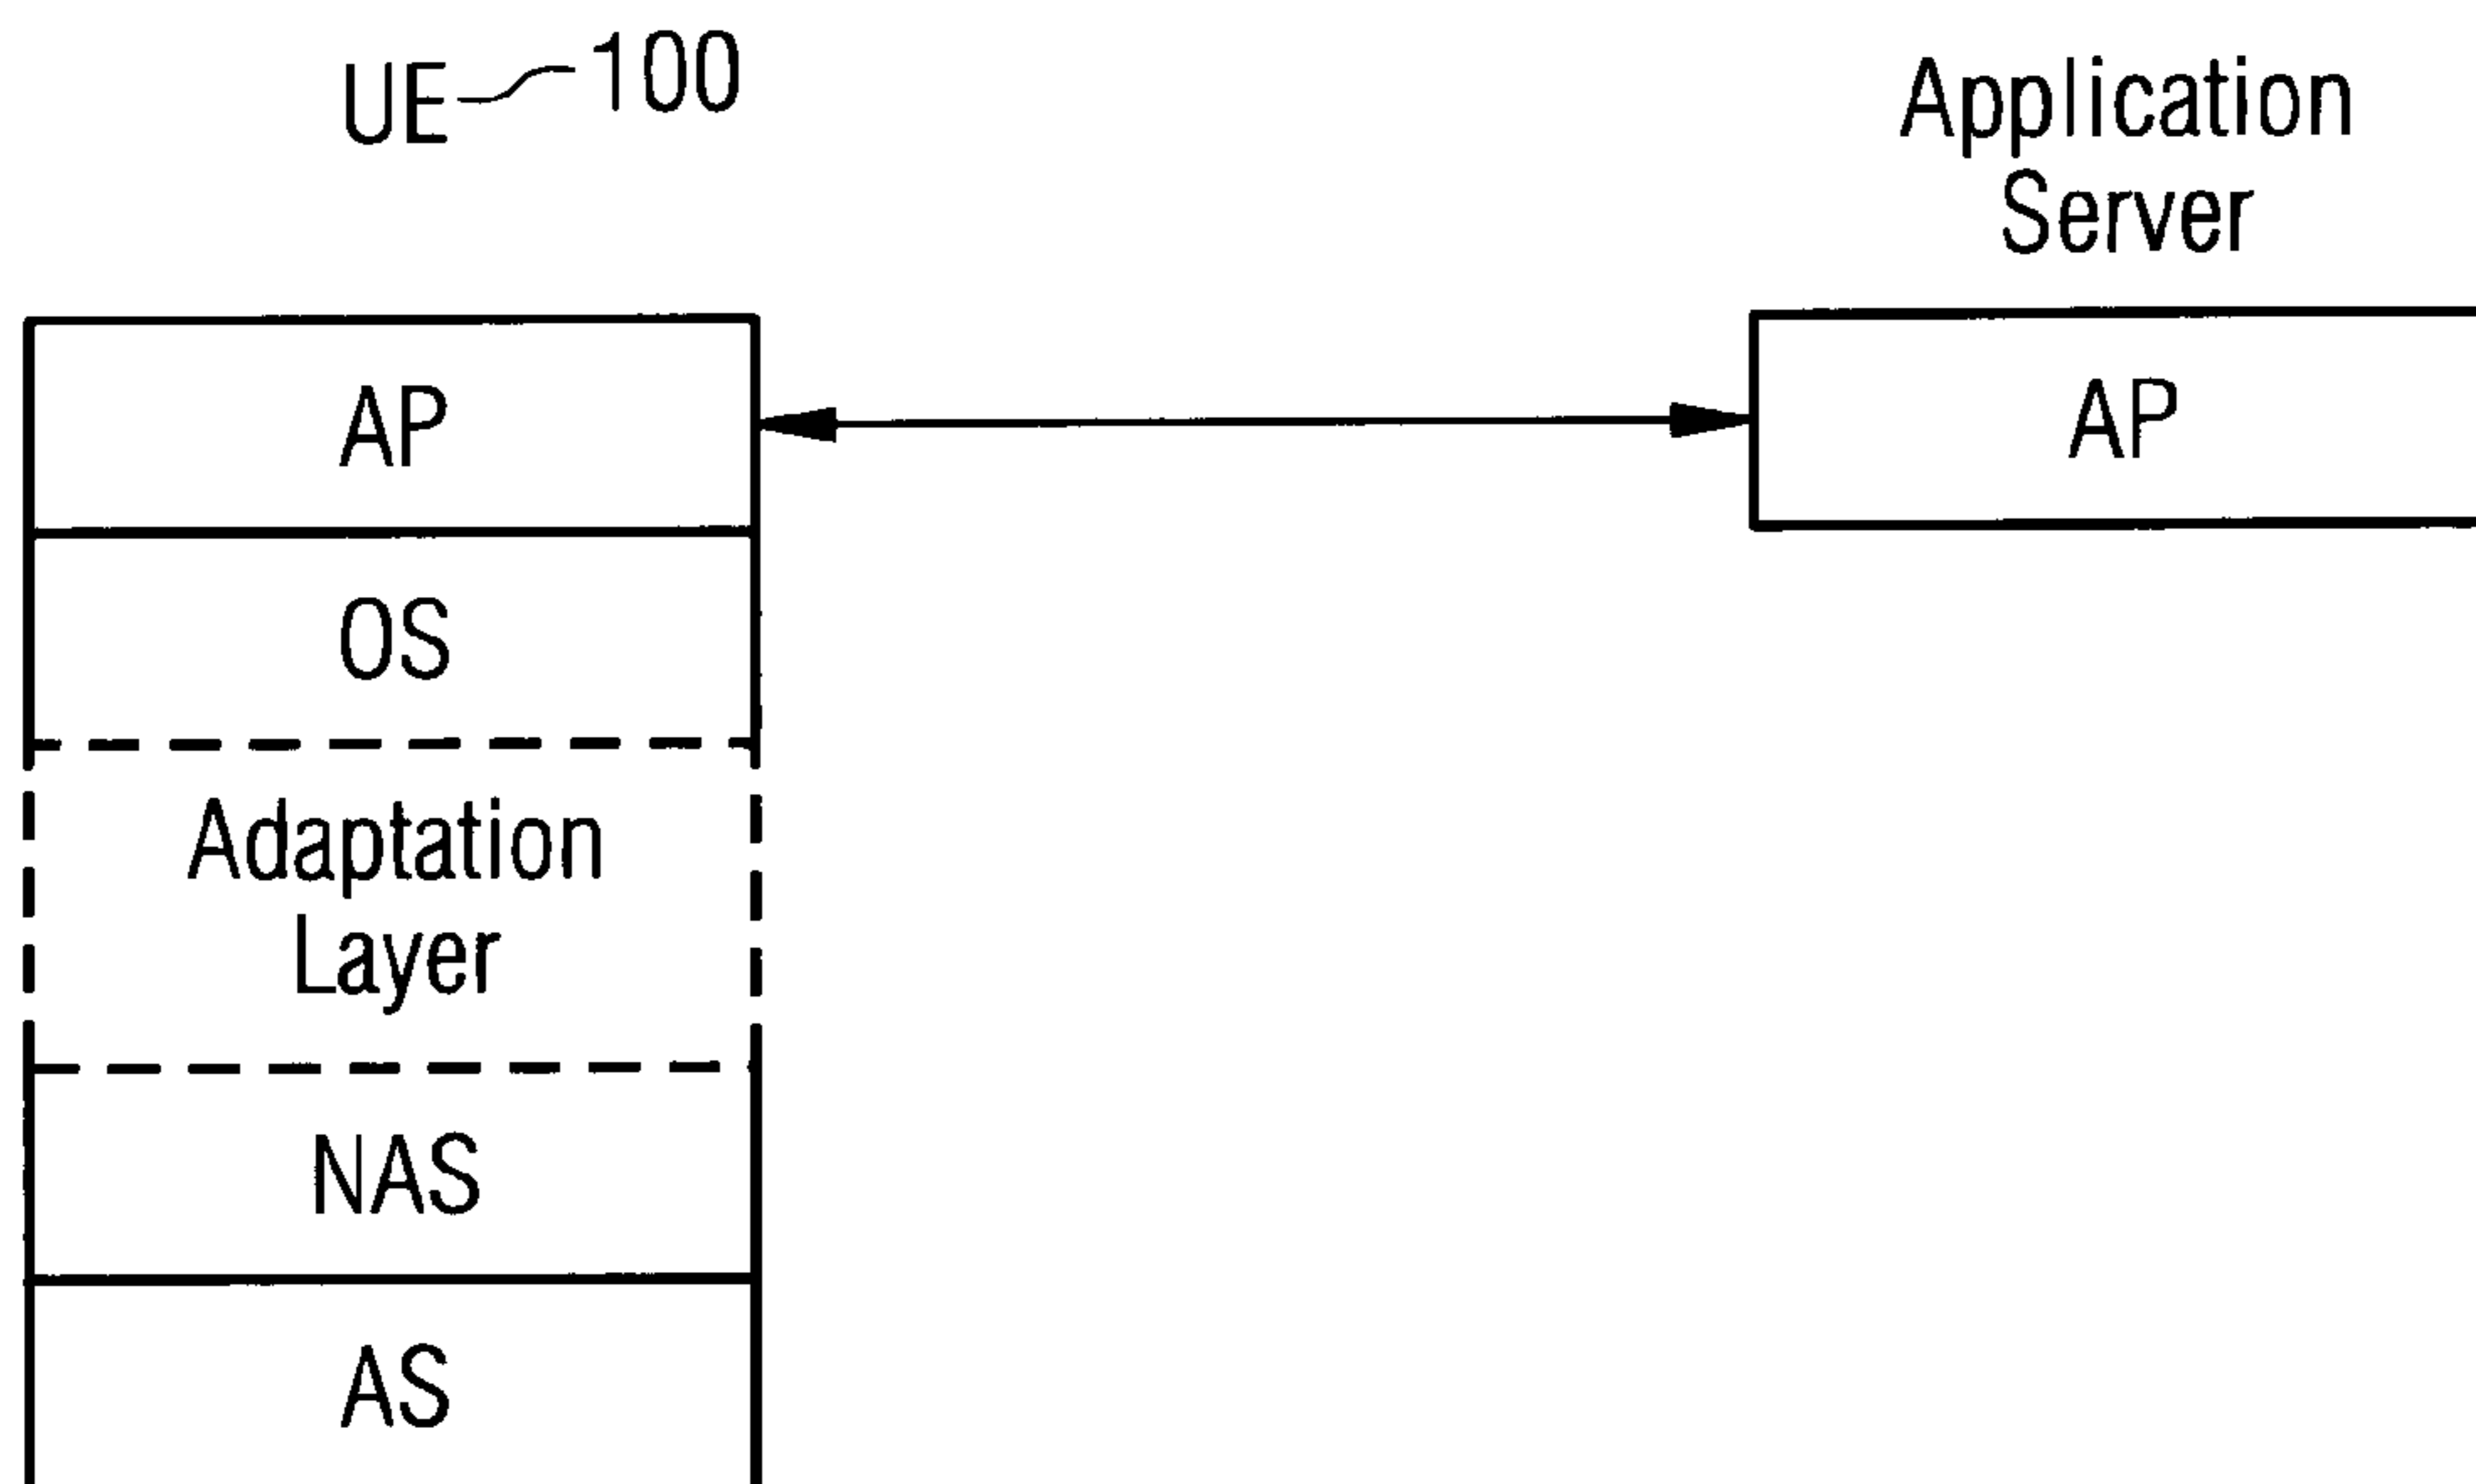 UE 100
Application
Server
AP
AP
OS
Adaptation
Layer
NAS
AS